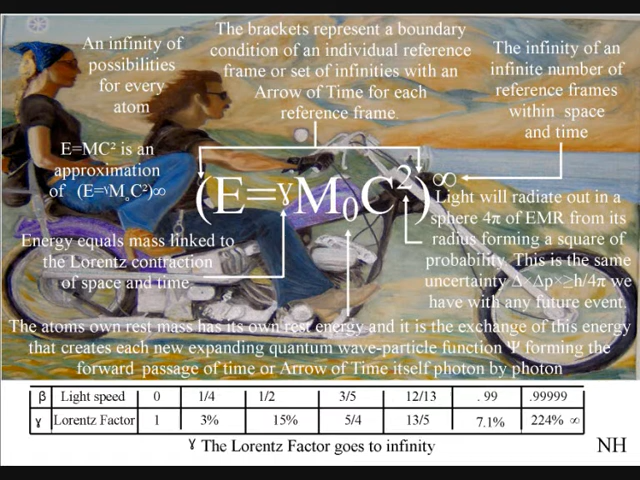 An infinity of
possibilities
for every
atom
The brackets represent a boundary
condition of an individual reference
frame or set of infinities with an
Arrow of Time for each
reference frame.
The infinity of an
infinite number of
reference frames
within space
and time
E=MC² is an
approximation
of (E=ɤM˳C²)∞
(E=ɤM₀C²)∞
Energy equals mass linked to
the Lorentz contraction
of space and time
Light will radiate out in a
sphere 4π of EMR from its
radius forming a square of
probability. This is the same
uncertainty Δ×Δp×≥h/4π we
have with any future event.
The atoms own rest mass has its own rest energy and it is the exchange of this energy
that creates each new expanding quantum wave-particle function Ψ forming the
forward passage of time or Arrow of Time itself photon by photon
β Light speed 0 1/4 1/2 3/5 12/13 . 99 .99999
ɤ Lorentz Factor 1 3% 15% 5/4 13/5 7.1% 224% ∞
ɤ The Lorentz Factor goes to infinity
NH